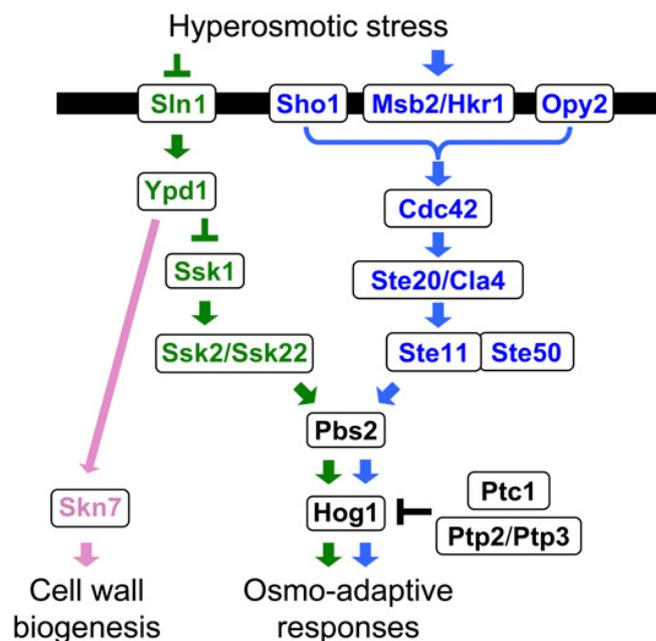 Hyperosmotic stress
Sln1
Sho1
Msb2/Hkr1
Opy2
Ypd1
Cdc42
Ssk1
Ste20/Cla4
Ssk2/Ssk22
Ste11
Ste50
Pbs2
Skn7
Hog1
Ptc1
Ptp2/Ptp3
Cell wall
biogenesis
Osmo-adaptive
responses